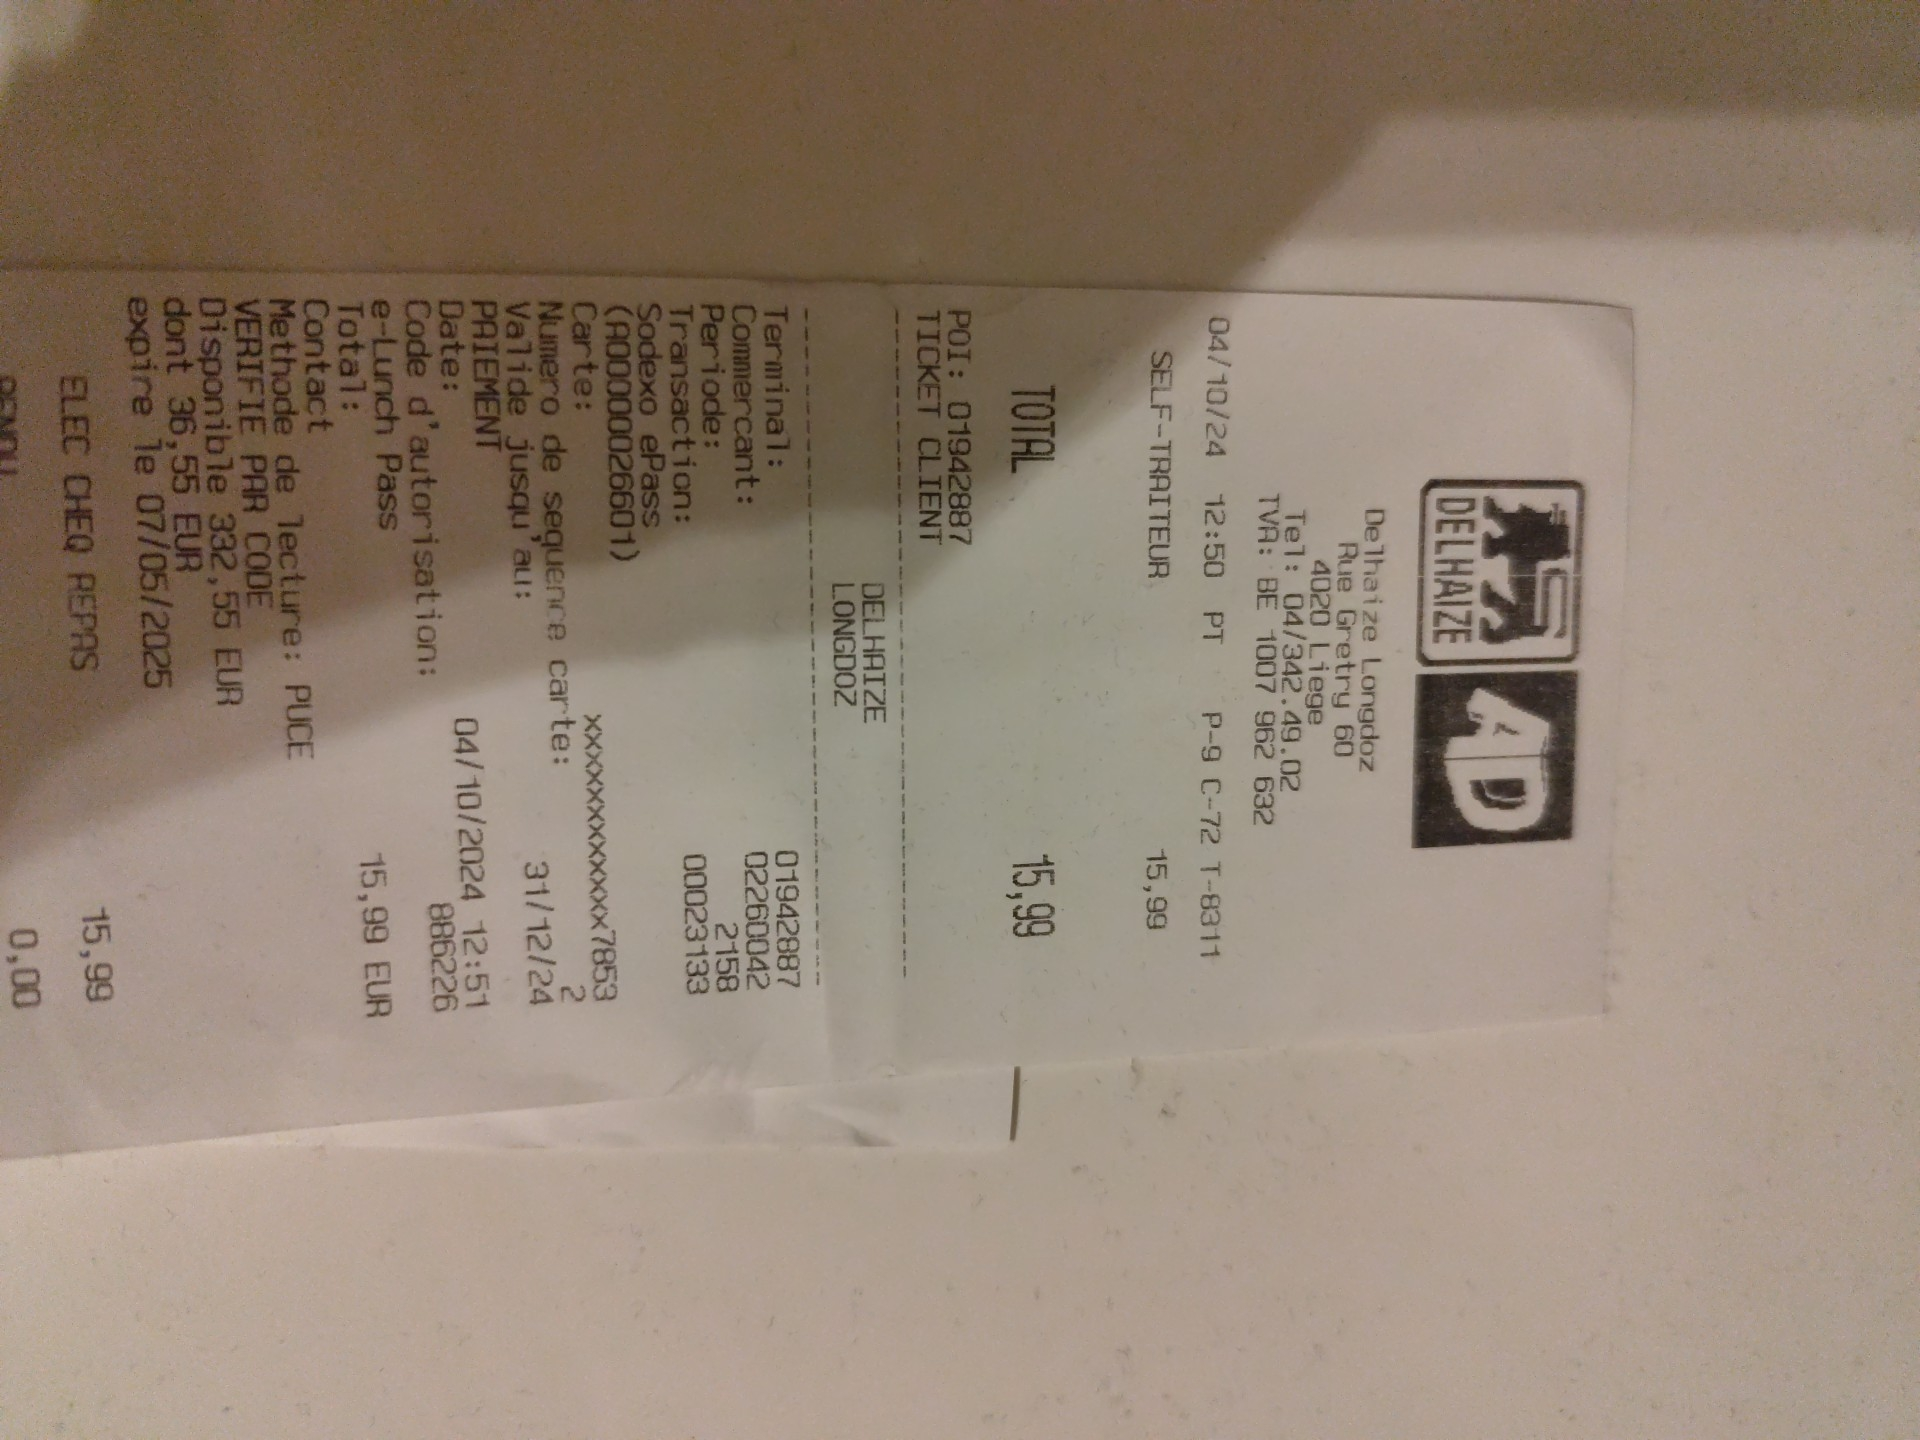 DELHAIZE AD
Delhaize Longdoz
Rue Gretry 60
4020 Liege
Tel: 04/342.49.02
TVA: BE 1007 962 632
04/10/24 12:50 PT P-9 C-72 T-8311
SELF-TRAITEUR 15,99
TOTAL 15,99
POI: 01942887
TICKET CLIENT
--------------------------------
DELHAIZE
LONGDOZ
--------------------------------
Terminal: 01942887
Commercant: 02260042
Periode: 2158
Transaction: 00023133
Sodexo ePass
(A00000026601)
Carte: xxxxxxxxxxxxx7853
Numero de sequence carte: 2
Valide jusqu'au: 31/12/24
PAIEMENT
Date: 04/10/2024 12:51
Code d'autorisation: 886226
e-Lunch Pass
Total: 15,99 EUR
Contact
Methode de lecture: PUCE
VERIFIE PAR CODE
Disponible 332,55 EUR
dont 36,55 EUR
expire le 07/05/2025
ELEC CHEQ REPAS 15,99
RENDU 0,00